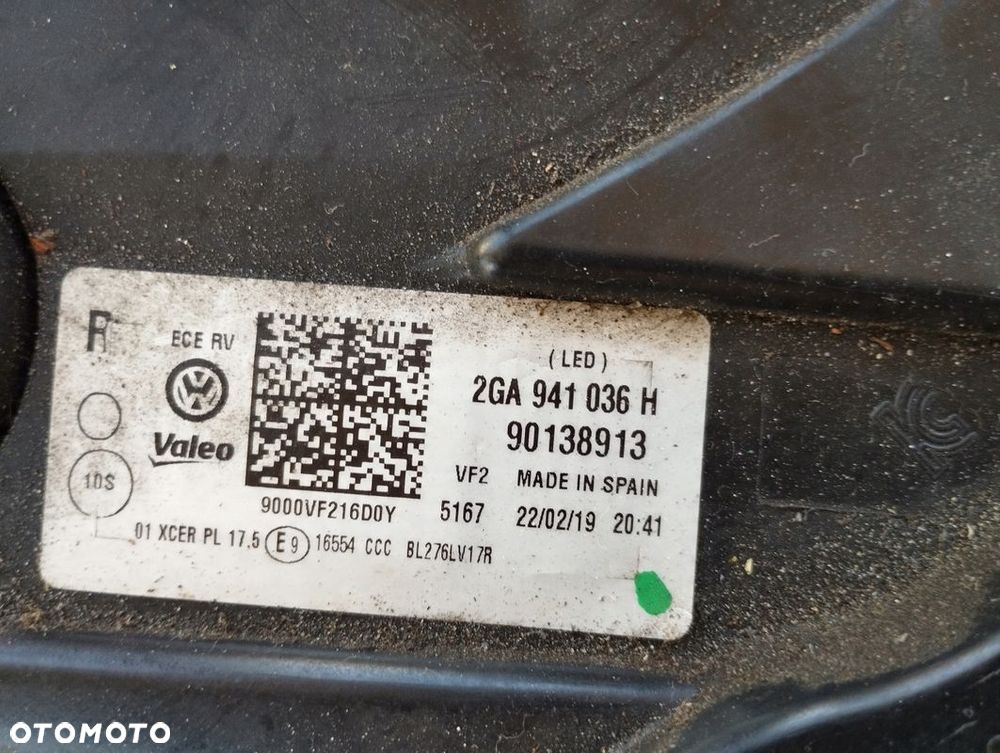 R
ECE RV
Valeo
1DS
(LED)
2GA 941 036 H
90138913
VF2 MADE IN SPAIN
9000VF216D0Y 5167 22/02/19 20:41
01 XCER PL 17.5 E9 16554 CCC BL276LV17R
OTOMOTO